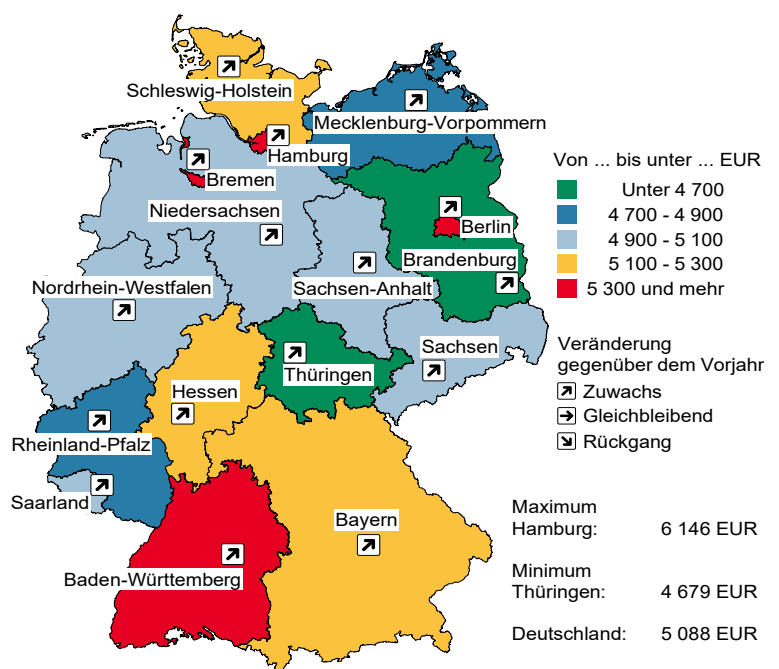 Schleswig-Holstein
Mecklenburg-Vorpommern
Hamburg
Bremen
Niedersachsen
Berlin
Brandenburg
Nordrhein-Westfalen
Sachsen-Anhalt
Sachsen
Thüringen
Hessen
Rheinland-Pfalz
Saarland
Bayern
Baden-Württemberg
Von ... bis unter ... EUR
Unter 4 700
4 700 - 4 900
4 900 - 5 100
5 100 - 5 300
5 300 und mehr
Veränderung
gegenüber dem Vorjahr
Zuwachs
Gleichbleibend
Rückgang
Maximum
Hamburg: 6 146 EUR
Minimum
Thüringen: 4 679 EUR
Deutschland: 5 088 EUR